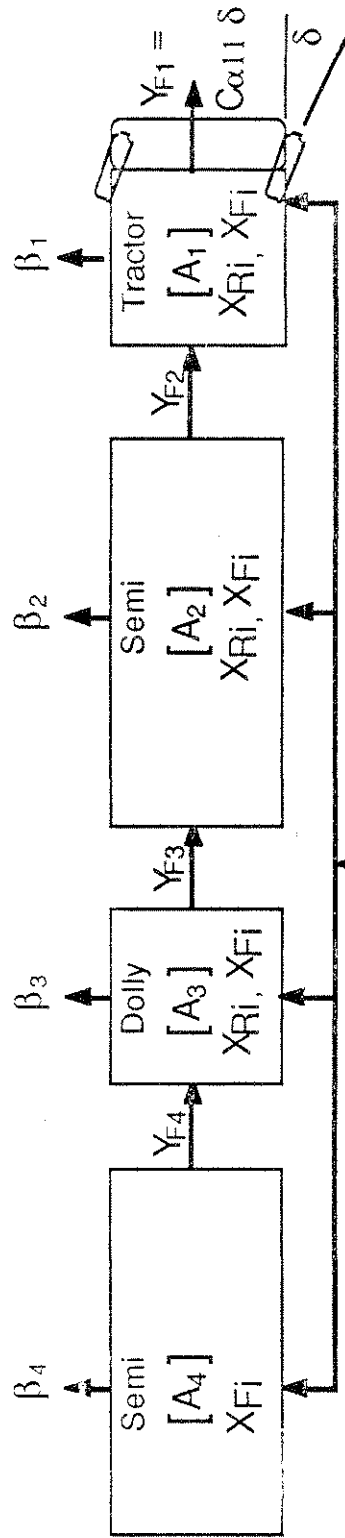 β4
β3
β2
β1
Semi
[A4]
XFi
YF4
Dolly
[A3]
XRi, XFi
YF3
Semi
[A2]
XRi, XFi
YF2
Tractor
[A1]
XRi, XFi
YF1 =
Cα11 δ
δ